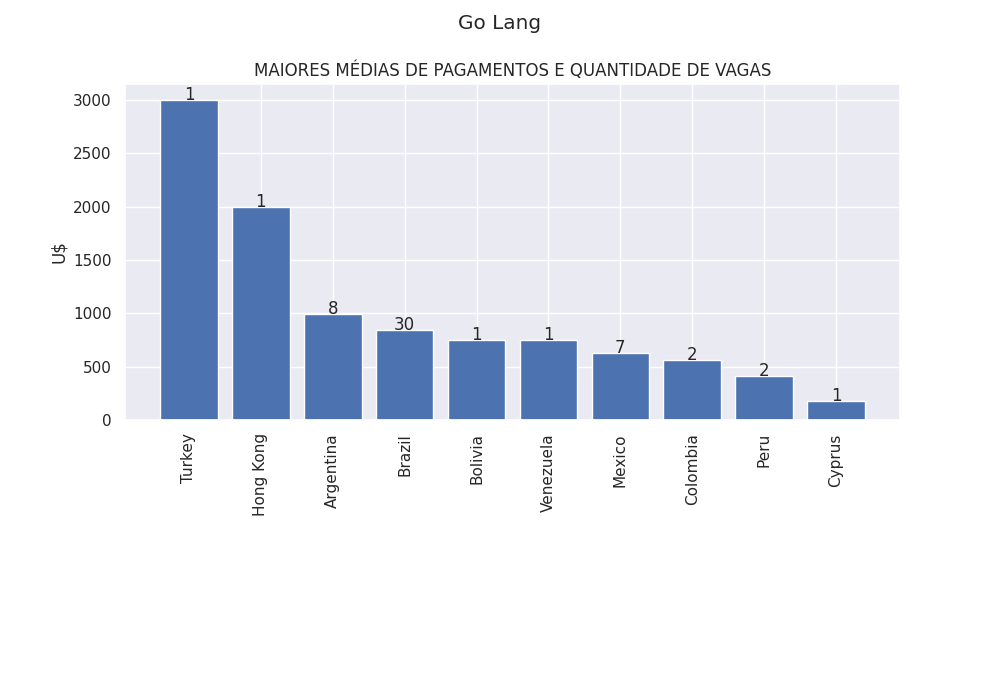 Go Lang
MAIORES MÉDIAS DE PAGAMENTOS E QUANTIDADE DE VAGAS
U$
3000
2500
2000
1500
1000
500
0
1
1
8
30
1
1
7
2
2
1
Turkey
Hong Kong
Argentina
Brazil
Bolivia
Venezuela
Mexico
Colombia
Peru
Cyprus